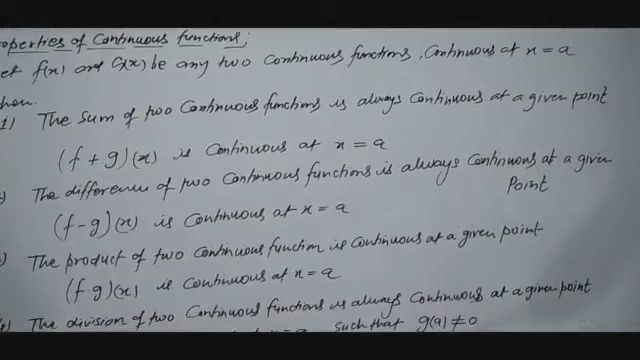 operties of Continuous functions;
et f(x) and G(x) be any two Continuous functions, Continuous at x = a
hen.
1) The sum of two Continuous functions is always Continuous at a given point
(f + g)(x) is Continuous at x = a
) The difference of two Continuous functions is always Continuous at a given
Point
(f - g)(x) is Continuous at x = a
) The product of two Continuous function is Continuous at a given point
(f g)(x) is Continuous at x = a
4) The division of two Continuous functions is always Continuous at a given point
such that g(a) ≠ 0